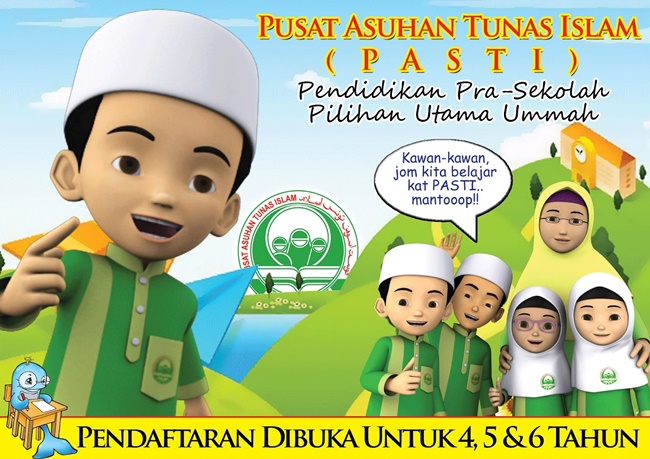 PUSAT ASUHAN TUNAS ISLAM
( P A S T I )
Pendidikan Pra-Sekolah
Pilihan Utama Ummah
Kawan-kawan,
jom kita belajar
kat PASTI..
mantooop!!
PUSAT ASUHAN TUNAS ISLAM
PENDAFTARAN DIBUKA UNTUK 4, 5 & 6 TAHUN